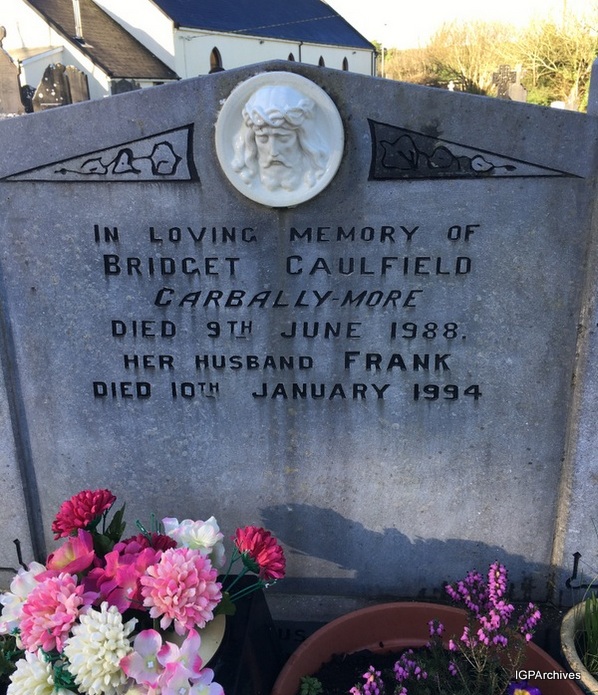 IN LOVING MEMORY OF
BRIDGET CAULFIELD
CARBALLY-MORE
DIED 9TH JUNE 1988.
HER HUSBAND FRANK
DIED 10TH JANUARY 1994
IGPArchives